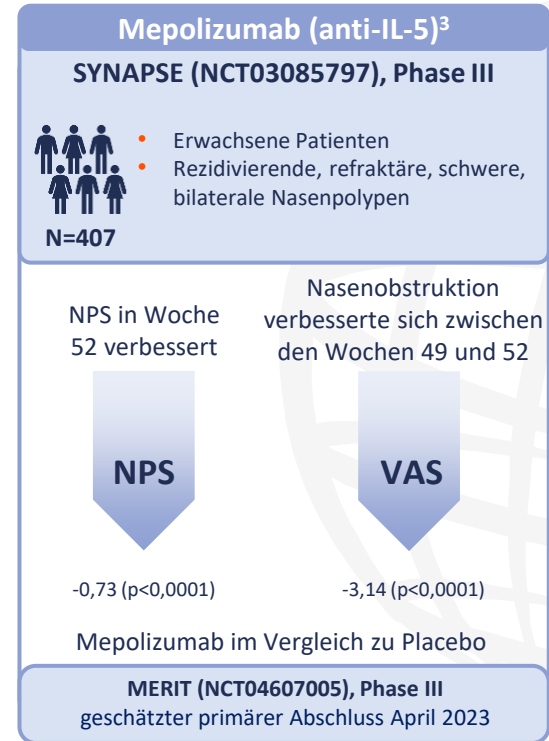 Mepolizumab (anti-IL-5)³
SYNAPSE (NCT03085797), Phase III
• Erwachsene Patienten
• Rezidivierende, refraktäre, schwere,
bilaterale Nasenpolypen
N=407
NPS in Woche
52 verbessert
Nasenobstruktion
verbesserte sich zwischen
den Wochen 49 und 52
NPS
VAS
-0,73 (p<0,0001)
-3,14 (p<0,0001)
Mepolizumab im Vergleich zu Placebo
MERIT (NCT04607005), Phase III
geschätzter primärer Abschluss April 2023